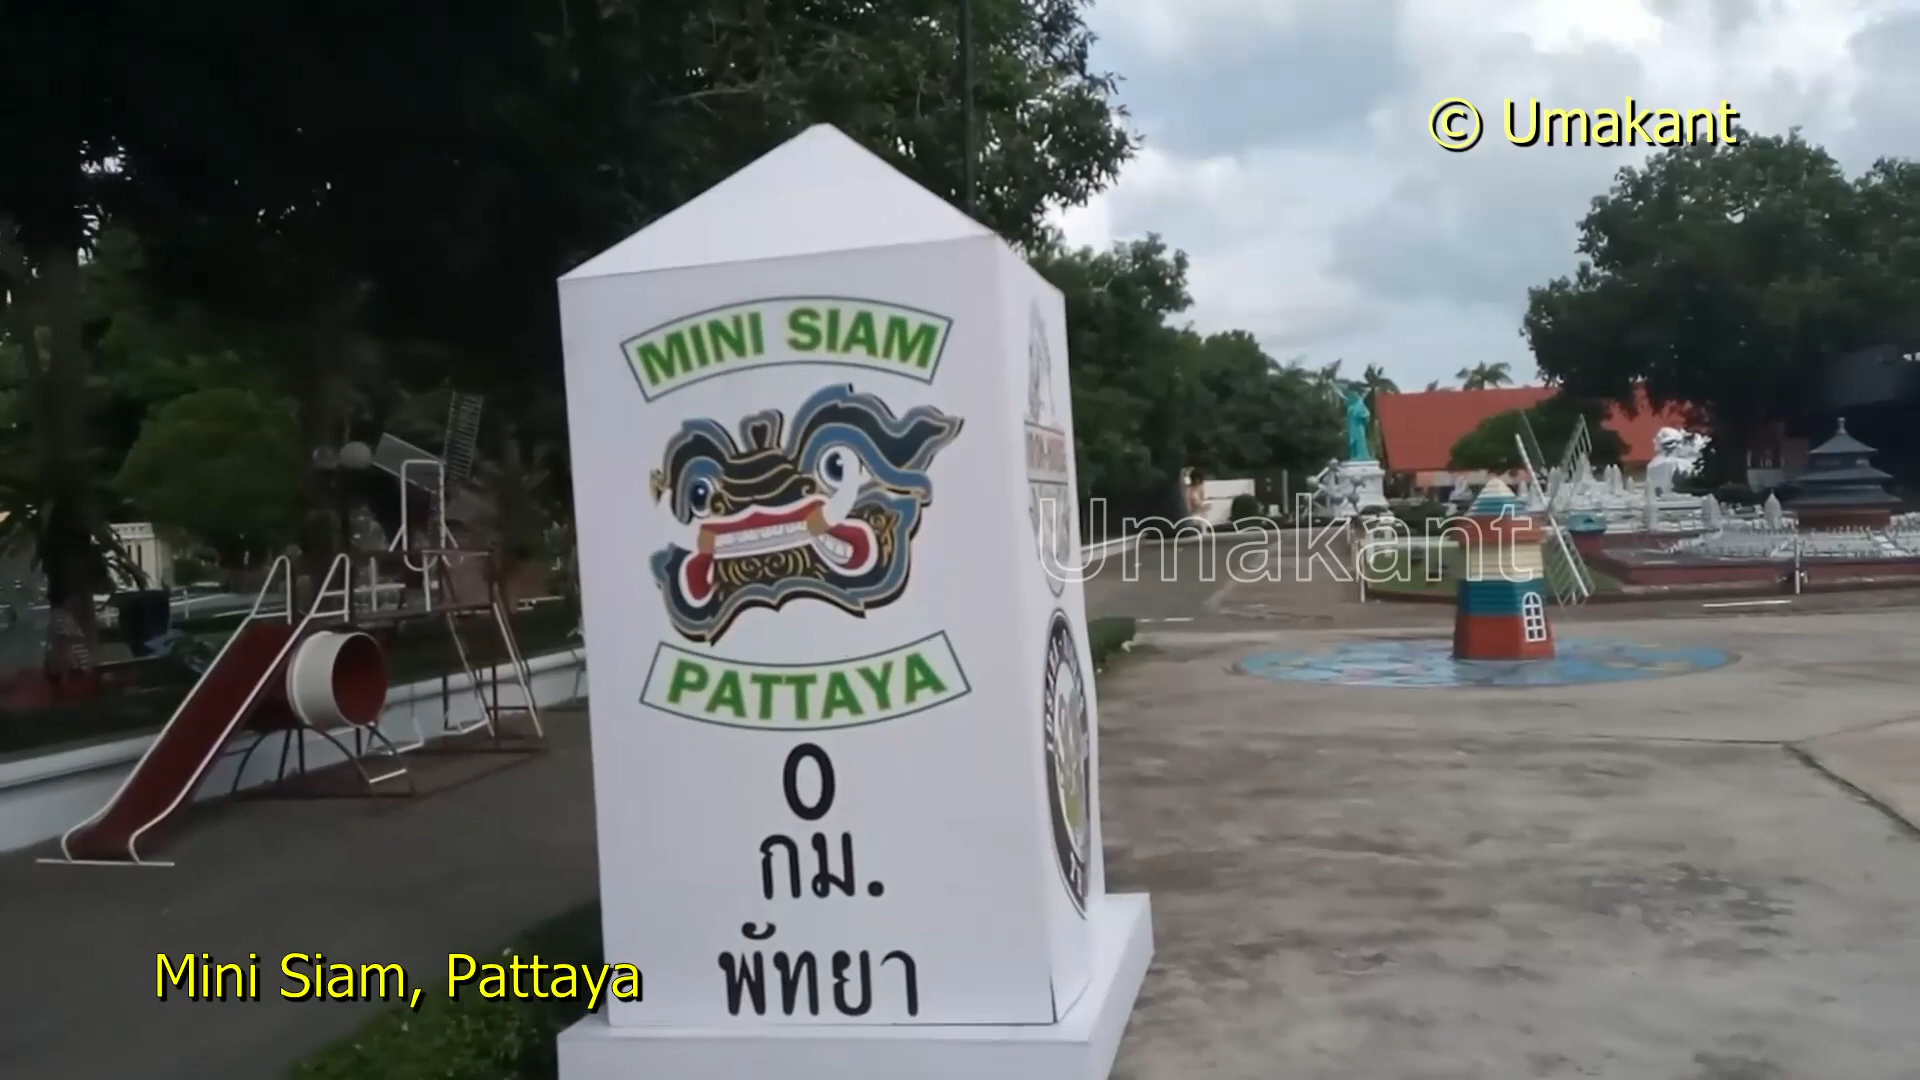 © Umakant
MINI SIAM
PATTAYA
0
กม.
พัทยา
Umakant
Mini Siam, Pattaya